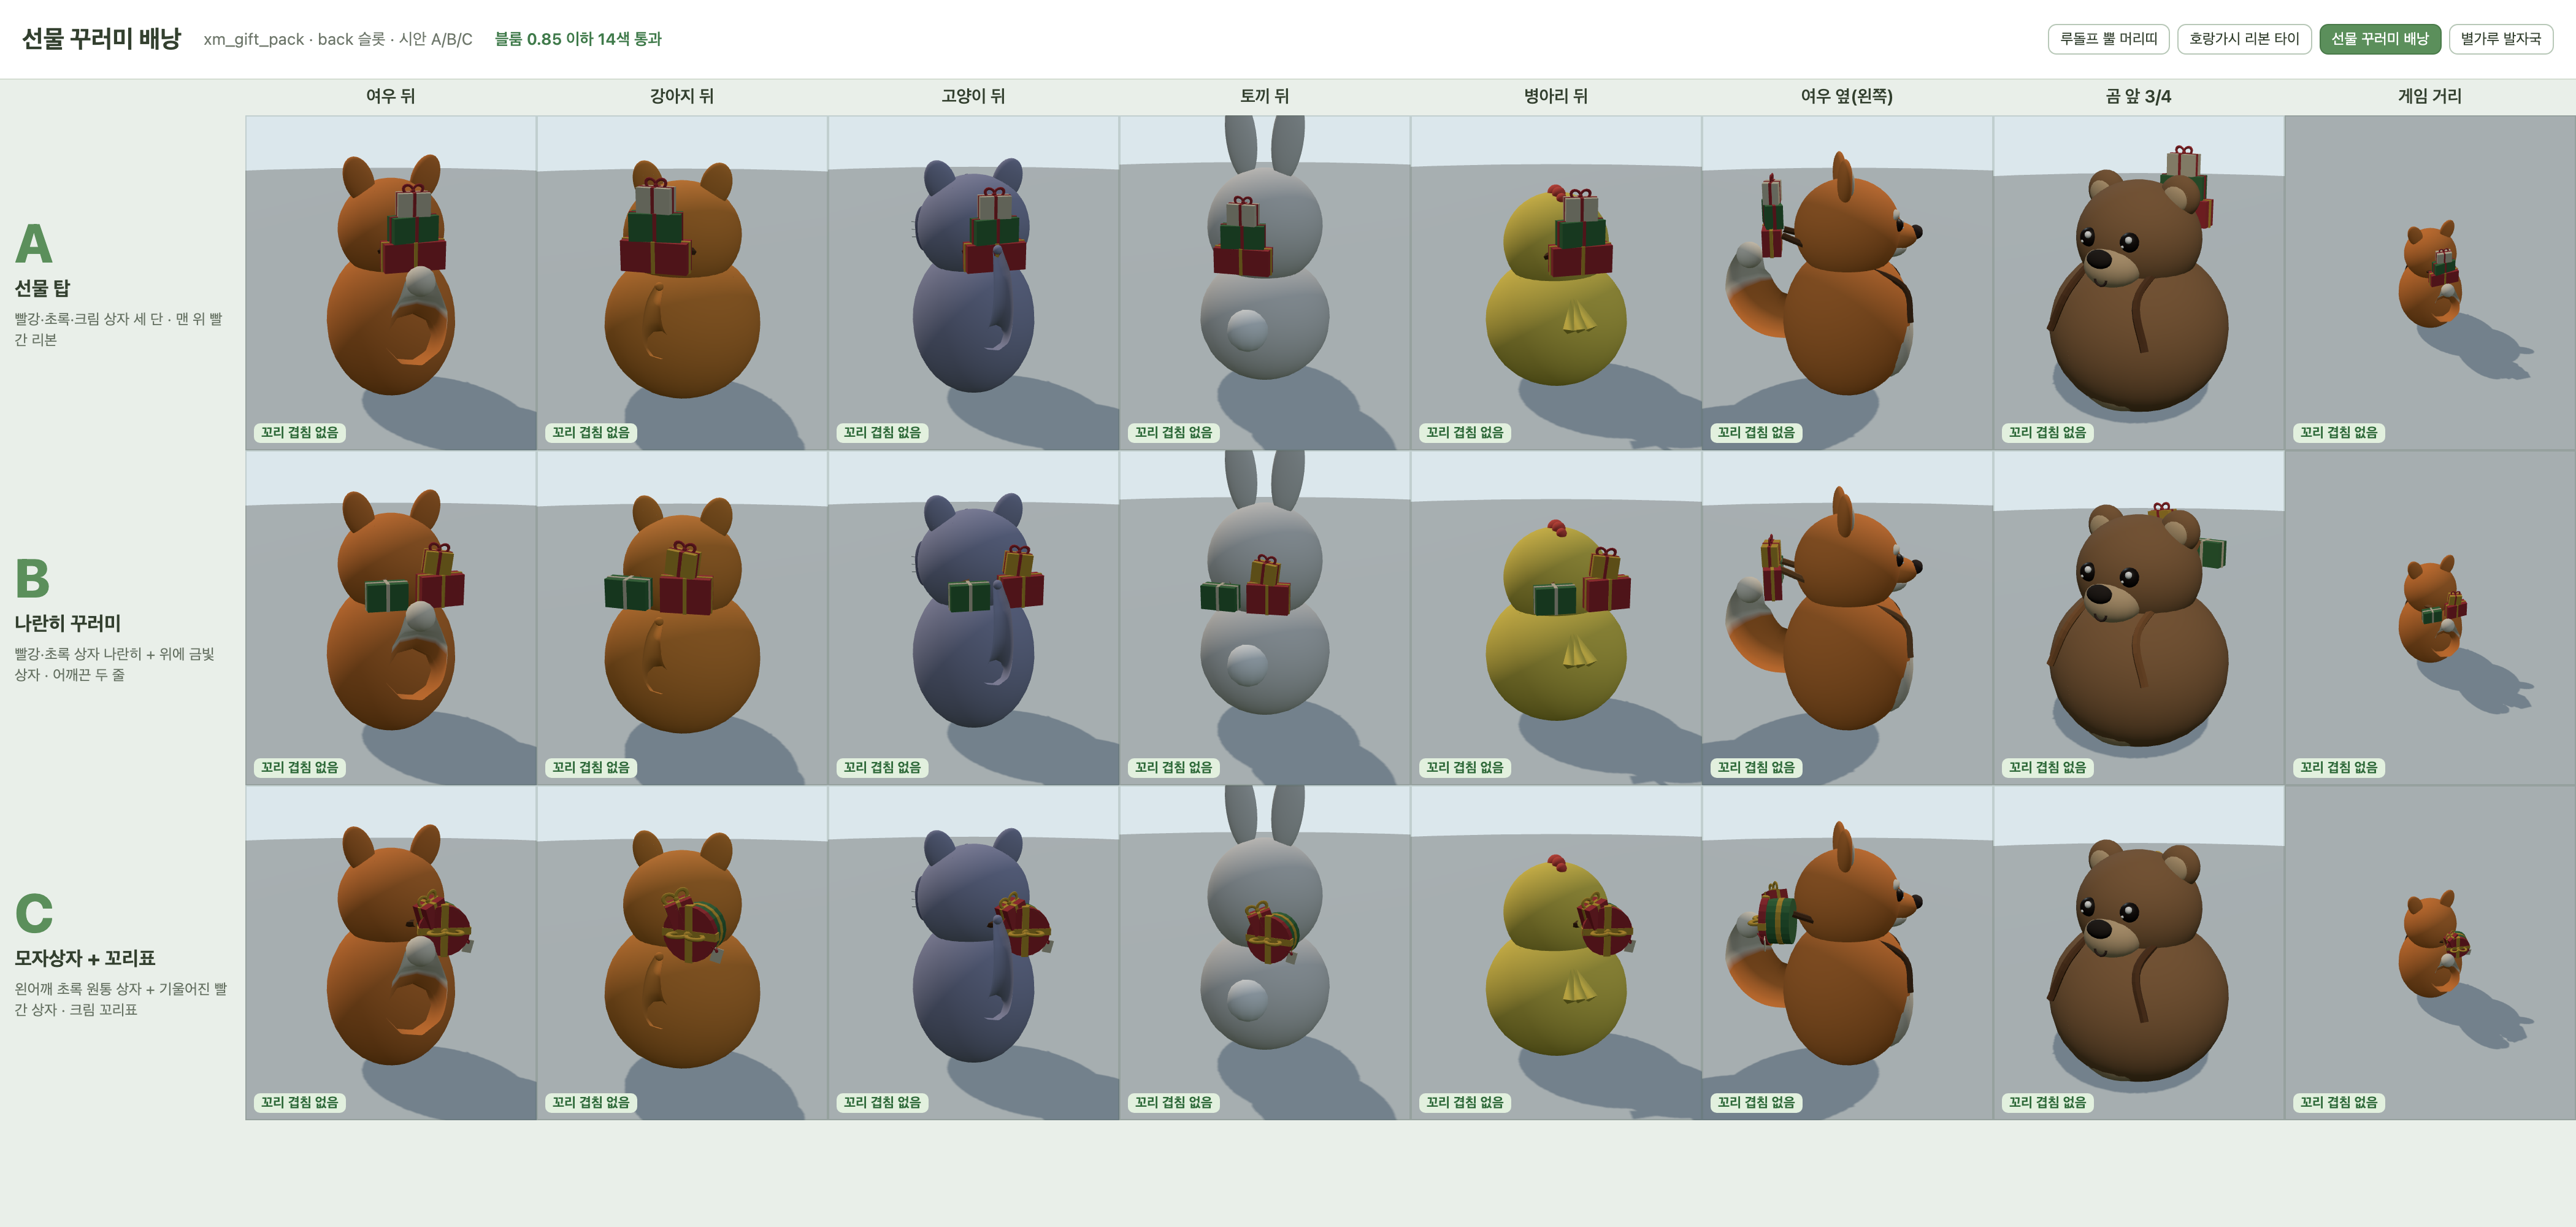 선물 꾸러미 배낭
xm_gift_pack · back 슬롯 · 시안 A/B/C
블룸 0.85 이하 14색 통과
루돌프 뿔 머리띠
호랑가시 리본 타이
선물 꾸러미 배낭
별가루 발자국
여우 뒤
강아지 뒤
고양이 뒤
토끼 뒤
병아리 뒤
여우 옆(왼쪽)
곰 앞 3/4
게임 거리
A
선물 탑
빨강·초록·크림 상자 세 단 · 맨 위 빨
간 리본
꼬리 겹침 없음
꼬리 겹침 없음
꼬리 겹침 없음
꼬리 겹침 없음
꼬리 겹침 없음
꼬리 겹침 없음
꼬리 겹침 없음
꼬리 겹침 없음
B
나란히 꾸러미
빨강·초록 상자 나란히 + 위에 금빛
상자 · 어깨끈 두 줄
꼬리 겹침 없음
꼬리 겹침 없음
꼬리 겹침 없음
꼬리 겹침 없음
꼬리 겹침 없음
꼬리 겹침 없음
꼬리 겹침 없음
꼬리 겹침 없음
C
모자상자 + 꼬리표
왼어깨 초록 원통 상자 + 기울어진 빨
간 상자 · 크림 꼬리표
꼬리 겹침 없음
꼬리 겹침 없음
꼬리 겹침 없음
꼬리 겹침 없음
꼬리 겹침 없음
꼬리 겹침 없음
꼬리 겹침 없음
꼬리 겹침 없음